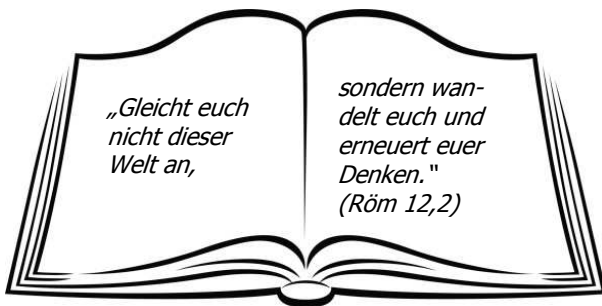 „Gleicht euch
nicht dieser
Welt an,
sondern wan-
delt euch und
erneuert euer
Denken."
(Röm 12,2)